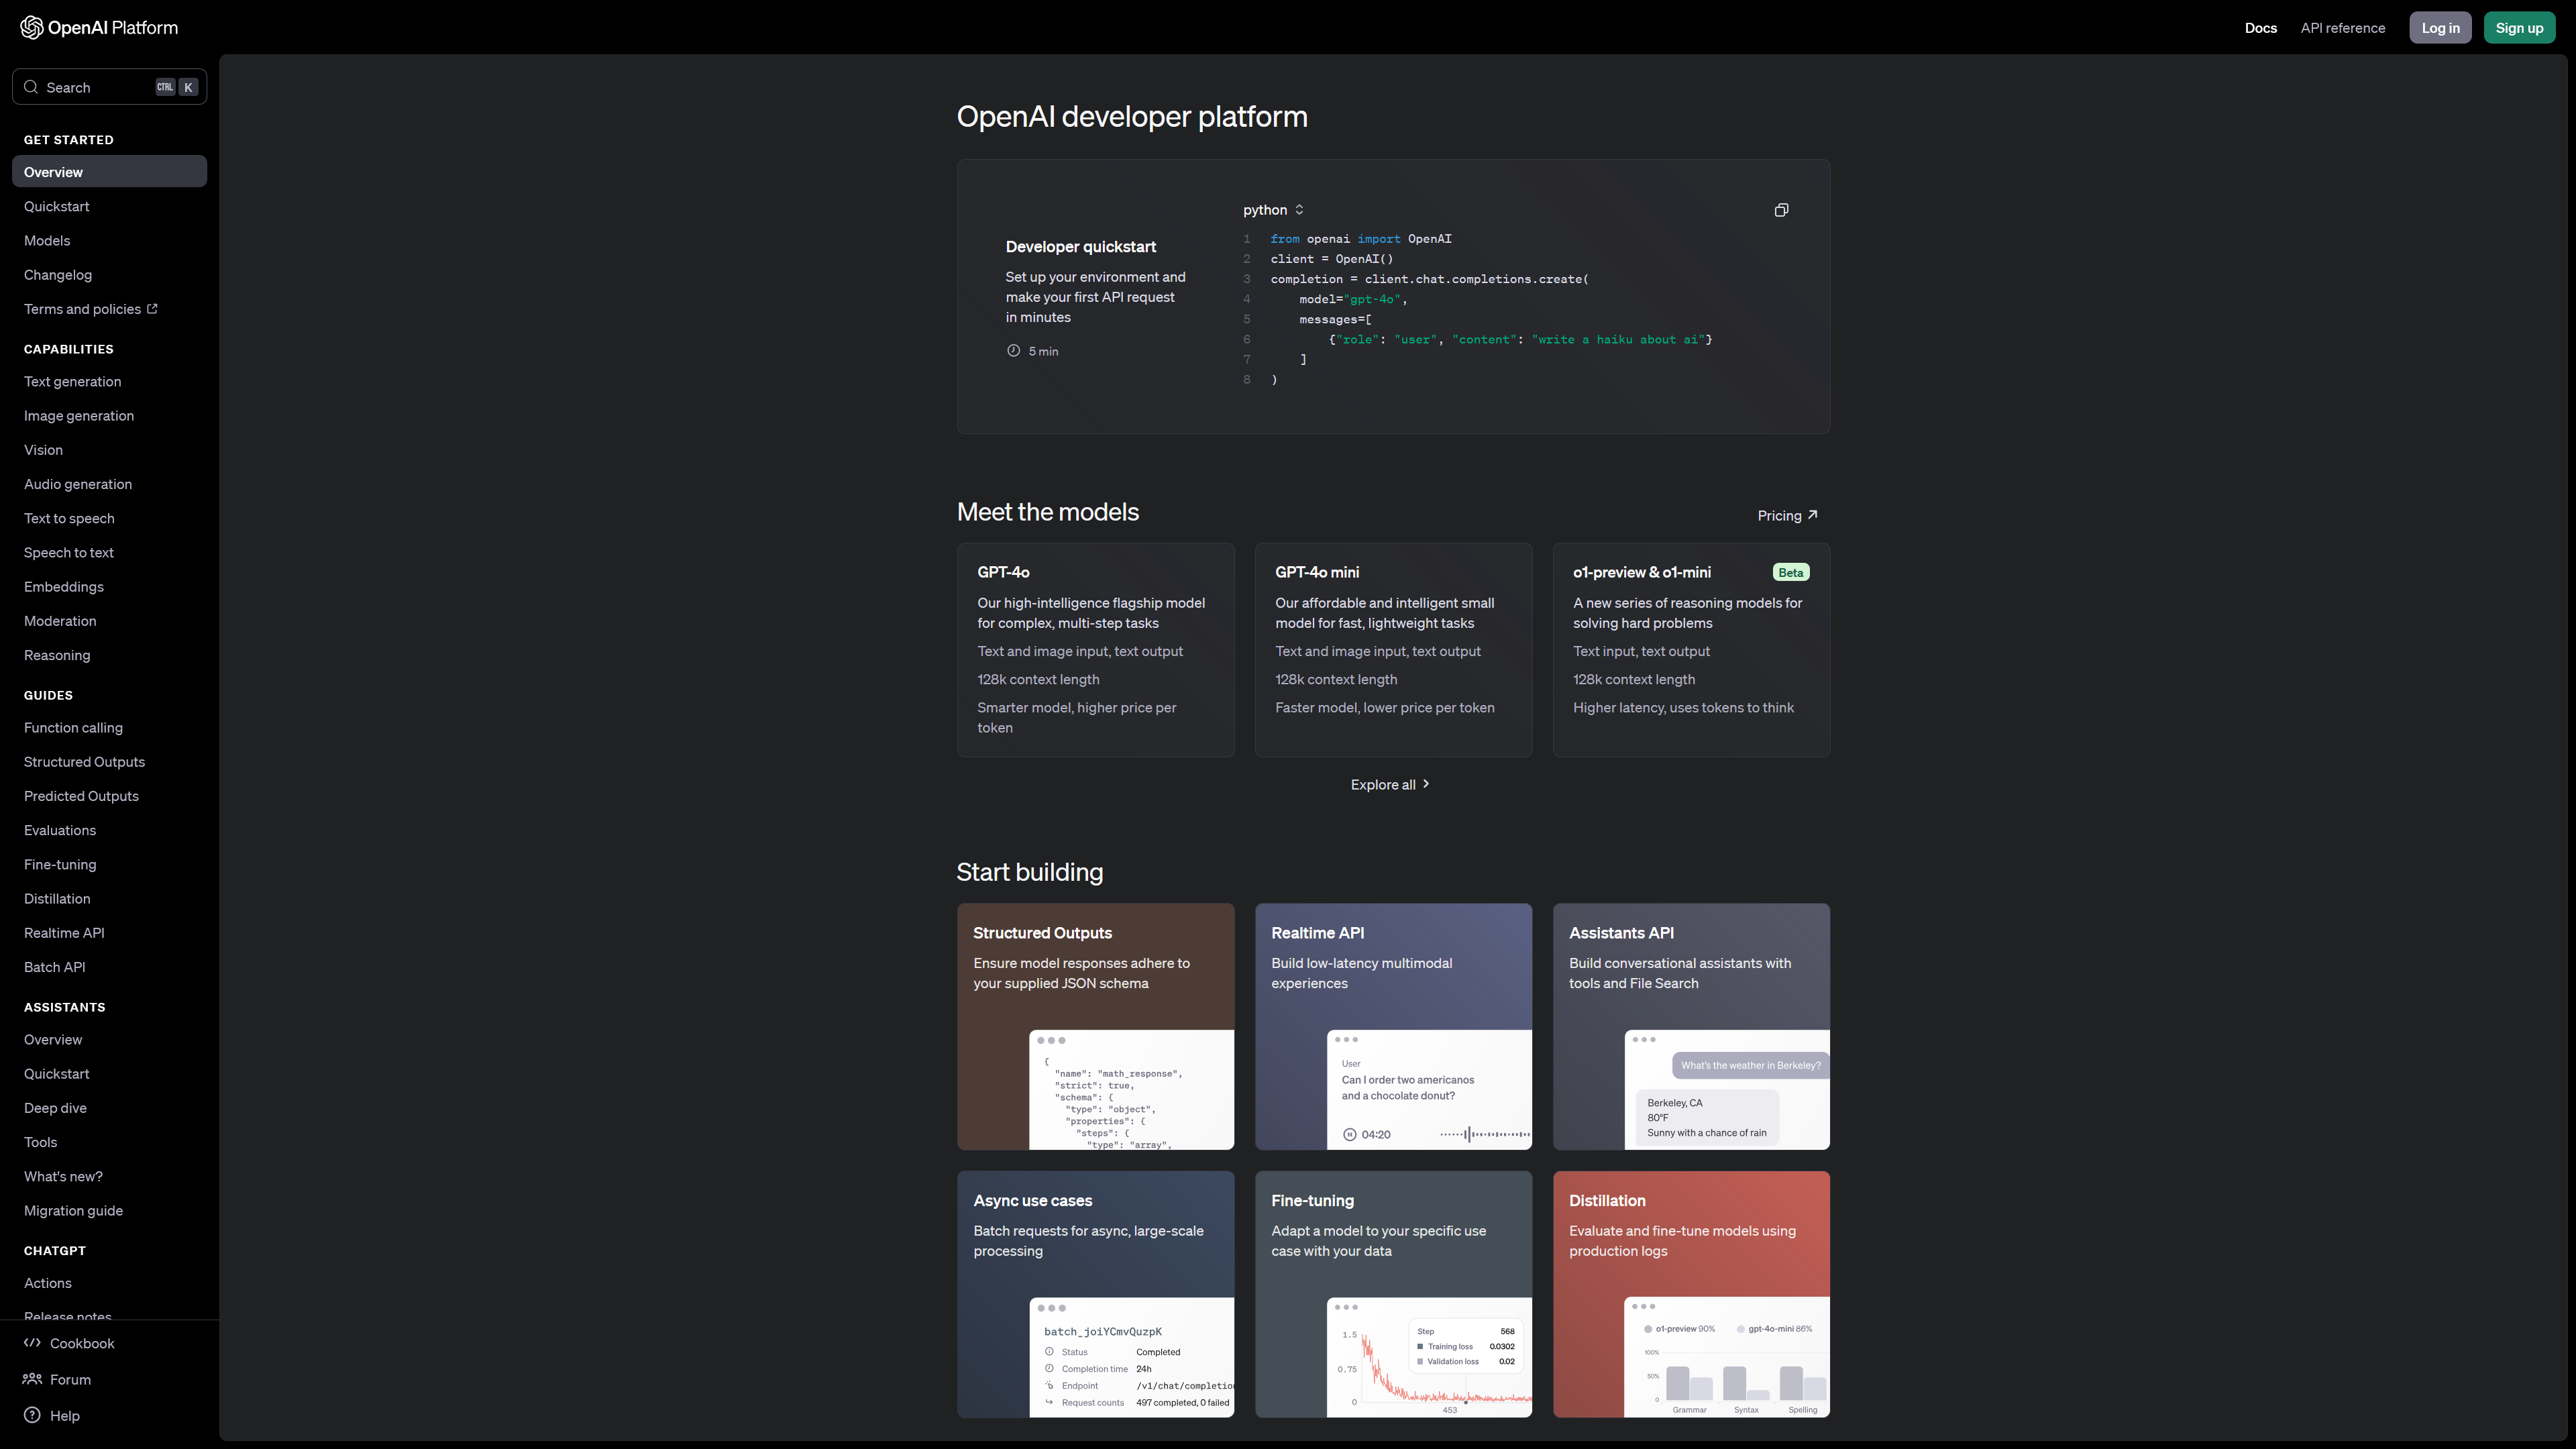 OpenAI Platform
Docs
API reference
Log in
Sign up
Search
CTRL K
GET STARTED
Overview
Quickstart
Models
Changelog
Terms and policies
CAPABILITIES
Text generation
Image generation
Vision
Audio generation
Text to speech
Speech to text
Embeddings
Moderation
Reasoning
GUIDES
Function calling
Structured Outputs
Predicted Outputs
Evaluations
Fine-tuning
Distillation
Realtime API
Batch API
ASSISTANTS
Overview
Quickstart
Deep dive
Tools
What's new?
Migration guide
CHATGPT
Actions
Release notes
Cookbook
Forum
Help
OpenAI developer platform
Developer quickstart
Set up your environment and
make your first API request
in minutes
5 min
python
1 from openai import OpenAI
2 client = OpenAI()
3 completion = client.chat.completions.create(
4     model="gpt-4o",
5     messages=[
6         {"role": "user", "content": "write a haiku about ai"}
7     ]
8 )
Meet the models
Pricing
GPT-4o
Our high-intelligence flagship model
for complex, multi-step tasks
Text and image input, text output
128k context length
Smarter model, higher price per
token
GPT-4o mini
Our affordable and intelligent small
model for fast, lightweight tasks
Text and image input, text output
128k context length
Faster model, lower price per token
o1-preview & o1-mini
Beta
A new series of reasoning models for
solving hard problems
Text input, text output
128k context length
Higher latency, uses tokens to think
Explore all
Start building
Structured Outputs
Ensure model responses adhere to
your supplied JSON schema
{
"name": "math_response",
"strict": true,
"schema": {
"type": "object",
"properties": {
"steps": {
"type": "array",
Realtime API
Build low-latency multimodal
experiences
User
Can I order two americanos
and a chocolate donut?
04:20
Assistants API
Build conversational assistants with
tools and File Search
What's the weather in Berkeley?
Berkeley, CA
80°F
Sunny with a chance of rain
Async use cases
Batch requests for async, large-scale
processing
batch_joiYCmvQuzpK
Status Completed
Completion time 24h
Endpoint /v1/chat/completio
Request counts 497 completed, 0 failed
Fine-tuning
Adapt a model to your specific use
case with your data
1.5
0.75
0
453
Step 568
Training loss 0.0302
Validation loss 0.02
Distillation
Evaluate and fine-tune models using
production logs
o1-preview 90%
gpt-4o-mini 86%
100%
50%
0
Grammar
Syntax
Spelling